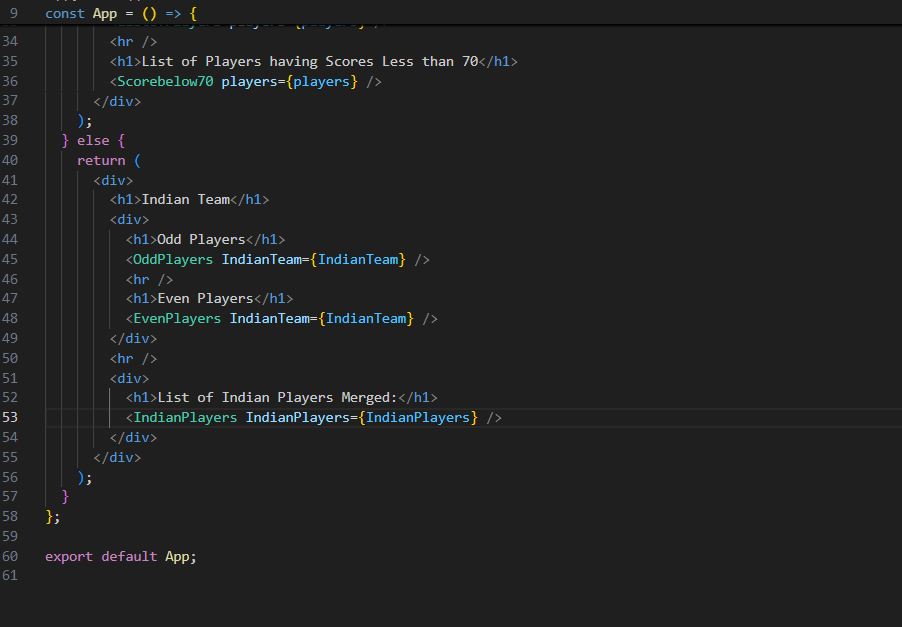 9 const App = () => {
34 <hr />
35 <h1>List of Players having Scores Less than 70</h1>
36 <Scorebelow70 players={players} />
37 </div>
38 );
39 } else {
40 return (
41 <div>
42 <h1>Indian Team</h1>
43 <div>
44 <h1>Odd Players</h1>
45 <OddPlayers IndianTeam={IndianTeam} />
46 <hr />
47 <h1>Even Players</h1>
48 <EvenPlayers IndianTeam={IndianTeam} />
49 </div>
50 <hr />
51 <div>
52 <h1>List of Indian Players Merged:</h1>
53 <IndianPlayers IndianPlayers={IndianPlayers} />
54 </div>
55 </div>
56 );
57 }
58 };
59
60 export default App;
61